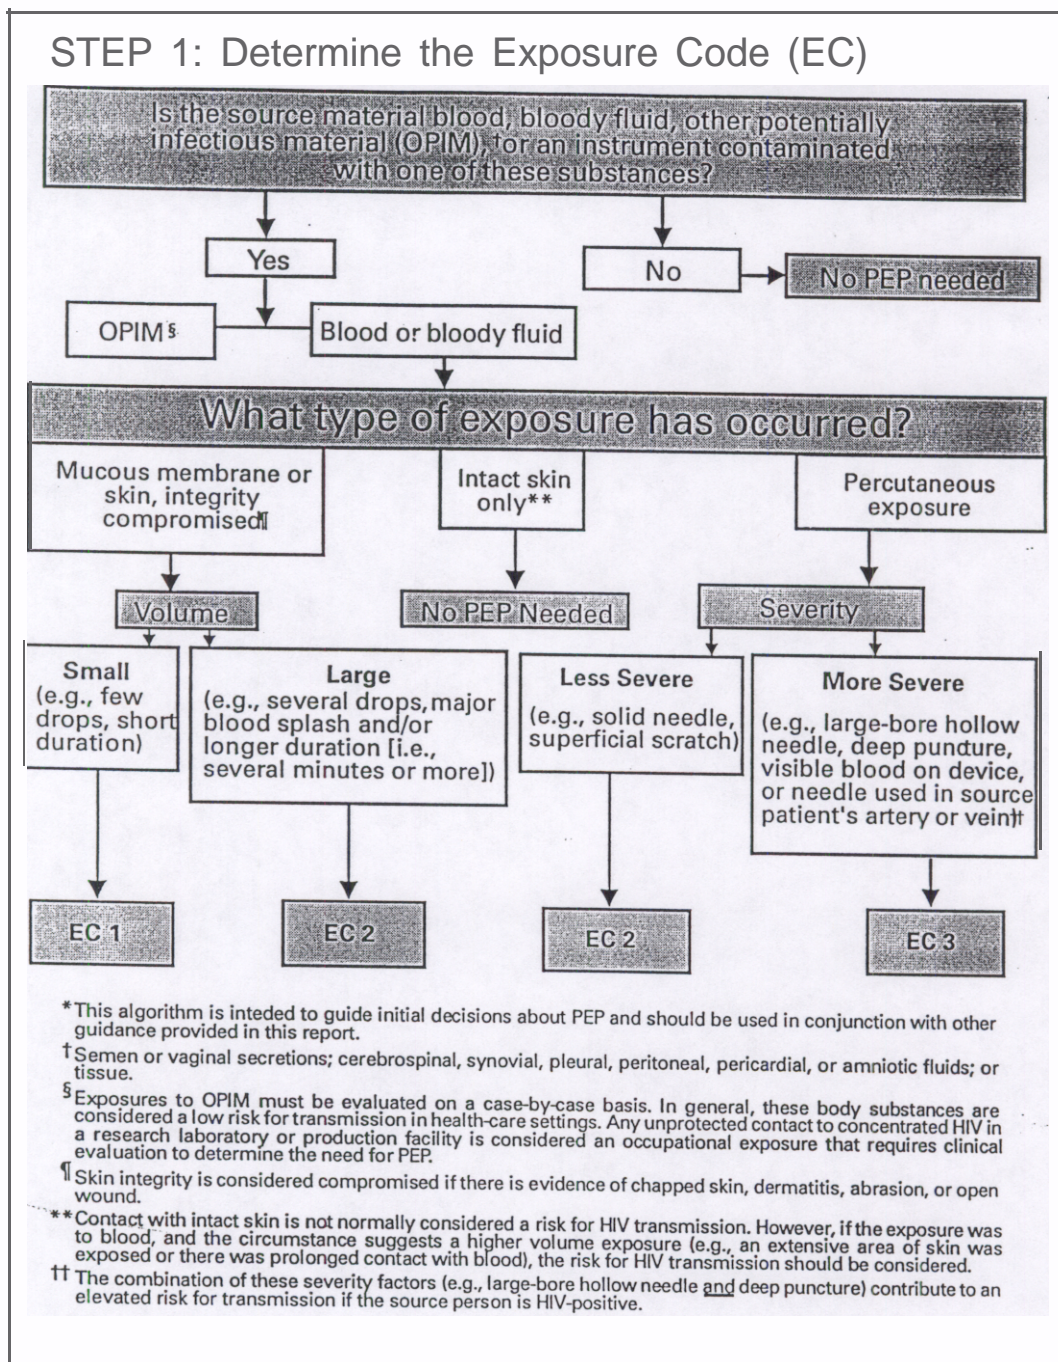 STEP 1: Determine the Exposure Code (EC)
Is the source material blood, bloody fluid, other potentially
infectious material (OPIM),†or an instrument contaminated
with one of these substances?
Yes
No
No PEP needed
OPIM§
Blood or bloody fluid
What type of exposure has occurred?
Mucous membrane or
skin, integrity
compromised¶
Intact skin
only**
Percutaneous
exposure
Volume
No PEP Needed
Severity
Small
(e.g., few
drops, short
duration)
Large
(e.g., several drops, major
blood splash and/or
longer duration [i.e.,
several minutes or more])
Less Severe
(e.g., solid needle,
superficial scratch)
More Severe
(e.g., large-bore hollow
needle, deep puncture,
visible blood on device,
or needle used in source
patient's artery or vein)††
EC 1
EC 2
EC 2
EC 3
*This algorithm is inteded to guide initial decisions about PEP and should be used in conjunction with other
guidance provided in this report.
†Semen or vaginal secretions; cerebrospinal, synovial, pleural, peritoneal, pericardial, or amniotic fluids; or
tissue.
§Exposures to OPIM must be evaluated on a case-by-case basis. In general, these body substances are
considered a low risk for transmission in health-care settings. Any unprotected contact to concentrated HIV in
a research laboratory or production facility is considered an occupational exposure that requires clinical
evaluation to determine the need for PEP.
¶Skin integrity is considered compromised if there is evidence of chapped skin, dermatitis, abrasion, or open
wound.
**Contact with intact skin is not normally considered a risk for HIV transmission. However, if the exposure was
to blood, and the circumstance suggests a higher volume exposure (e.g., an extensive area of skin was
exposed or there was prolonged contact with blood), the risk for HIV transmission should be considered.
††The combination of these severity factors (e.g., large-bore hollow needle and deep puncture) contribute to an
elevated risk for transmission if the source person is HIV-positive.